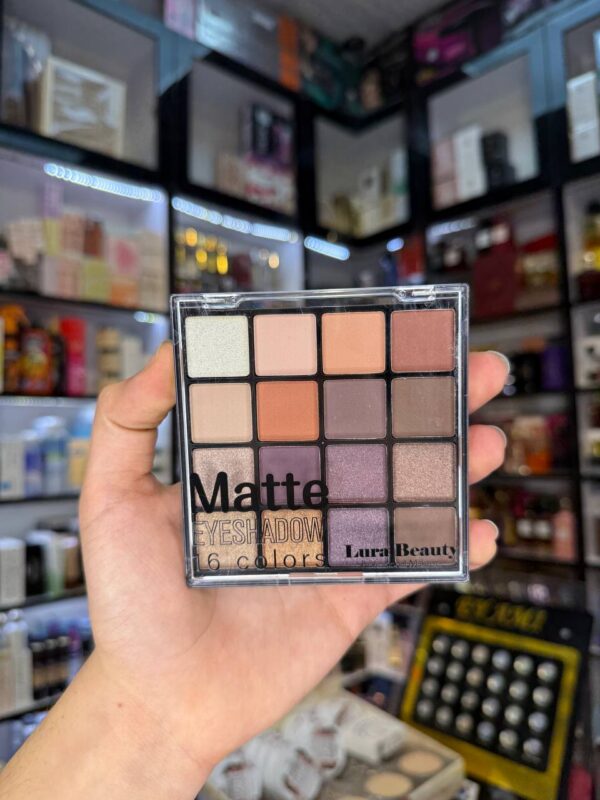 Matte
EYESHADOW
16 colors
Lura Beauty